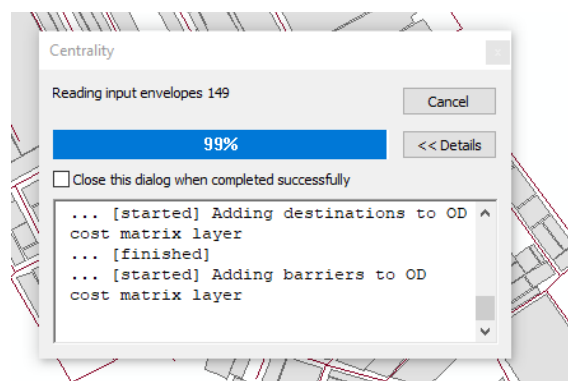 Centrality
Reading input envelopes 149
Cancel
99%
<< Details
Close this dialog when completed successfully
... [started] Adding destinations to OD
cost matrix layer
... [finished]
... [started] Adding barriers to OD
cost matrix layer